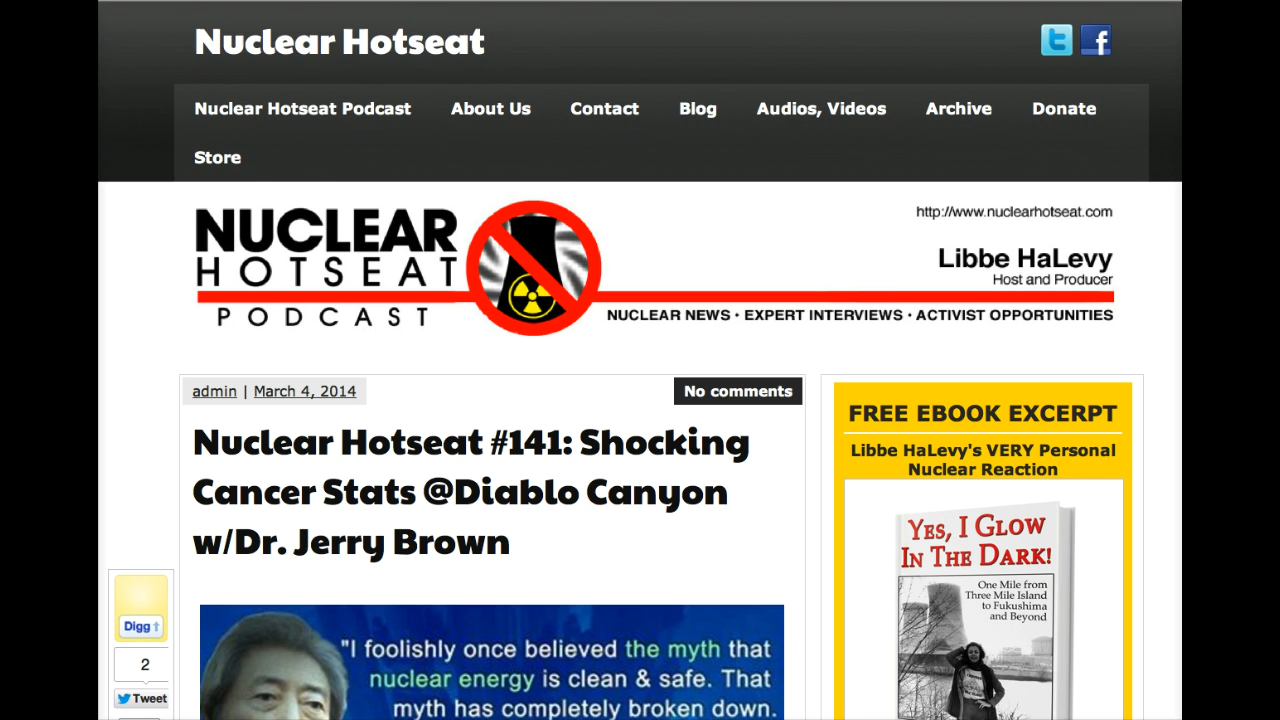 Nuclear Hotseat
Nuclear Hotseat Podcast About Us Contact Blog Audios, Videos Archive Donate
Store
NUCLEAR
HOTSEAT
PODCAST
http://www.nuclearhotseat.com
Libbe HaLevy
Host and Producer
NUCLEAR NEWS • EXPERT INTERVIEWS • ACTIVIST OPPORTUNITIES
admin | March 4, 2014
No comments
Nuclear Hotseat #141: Shocking
Cancer Stats @Diablo Canyon
w/Dr. Jerry Brown
Digg
2
Tweet
"I foolishly once believed the myth that
nuclear energy is clean & safe. That
myth has completely broken down.
FREE EBOOK EXCERPT
Libbe HaLevy's VERY Personal
Nuclear Reaction
YES, I GLOW
IN THE DARK!
One Mile from
Three Mile Island
to Fukushima
and Beyond